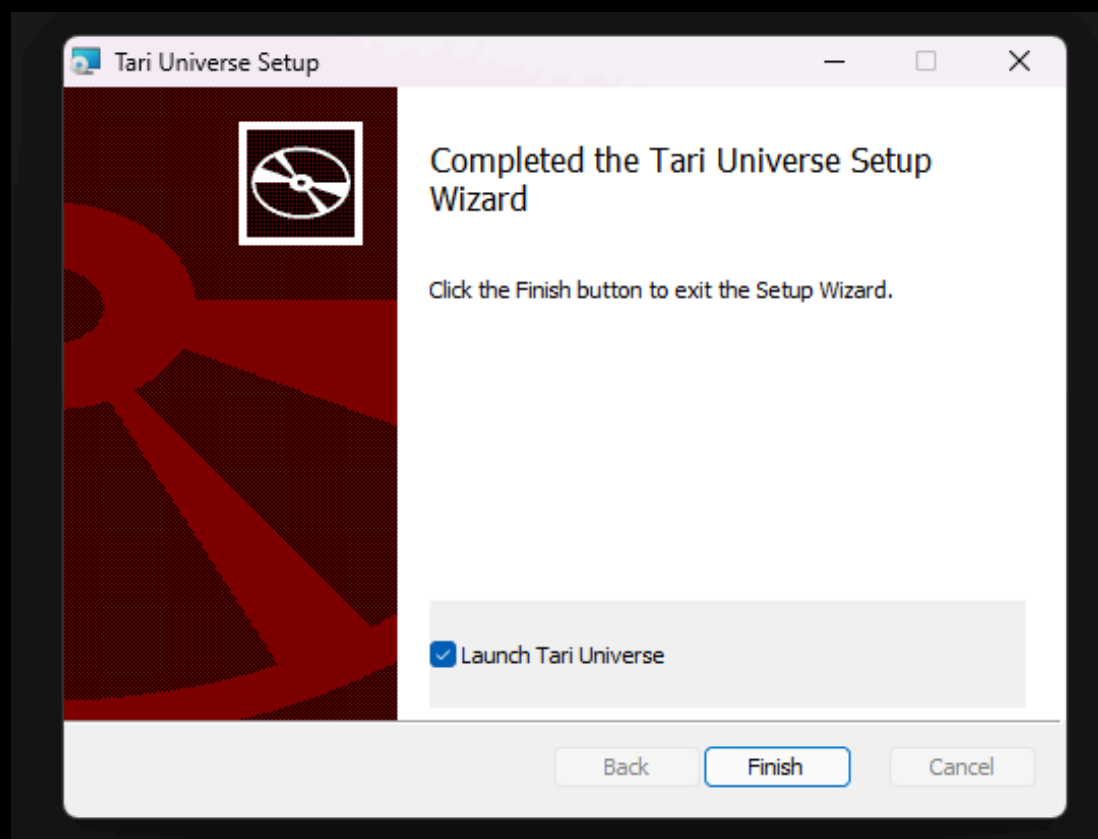 Tari Universe Setup
Completed the Tari Universe Setup
Wizard
Click the Finish button to exit the Setup Wizard.
Launch Tari Universe
Back
Finish
Cancel